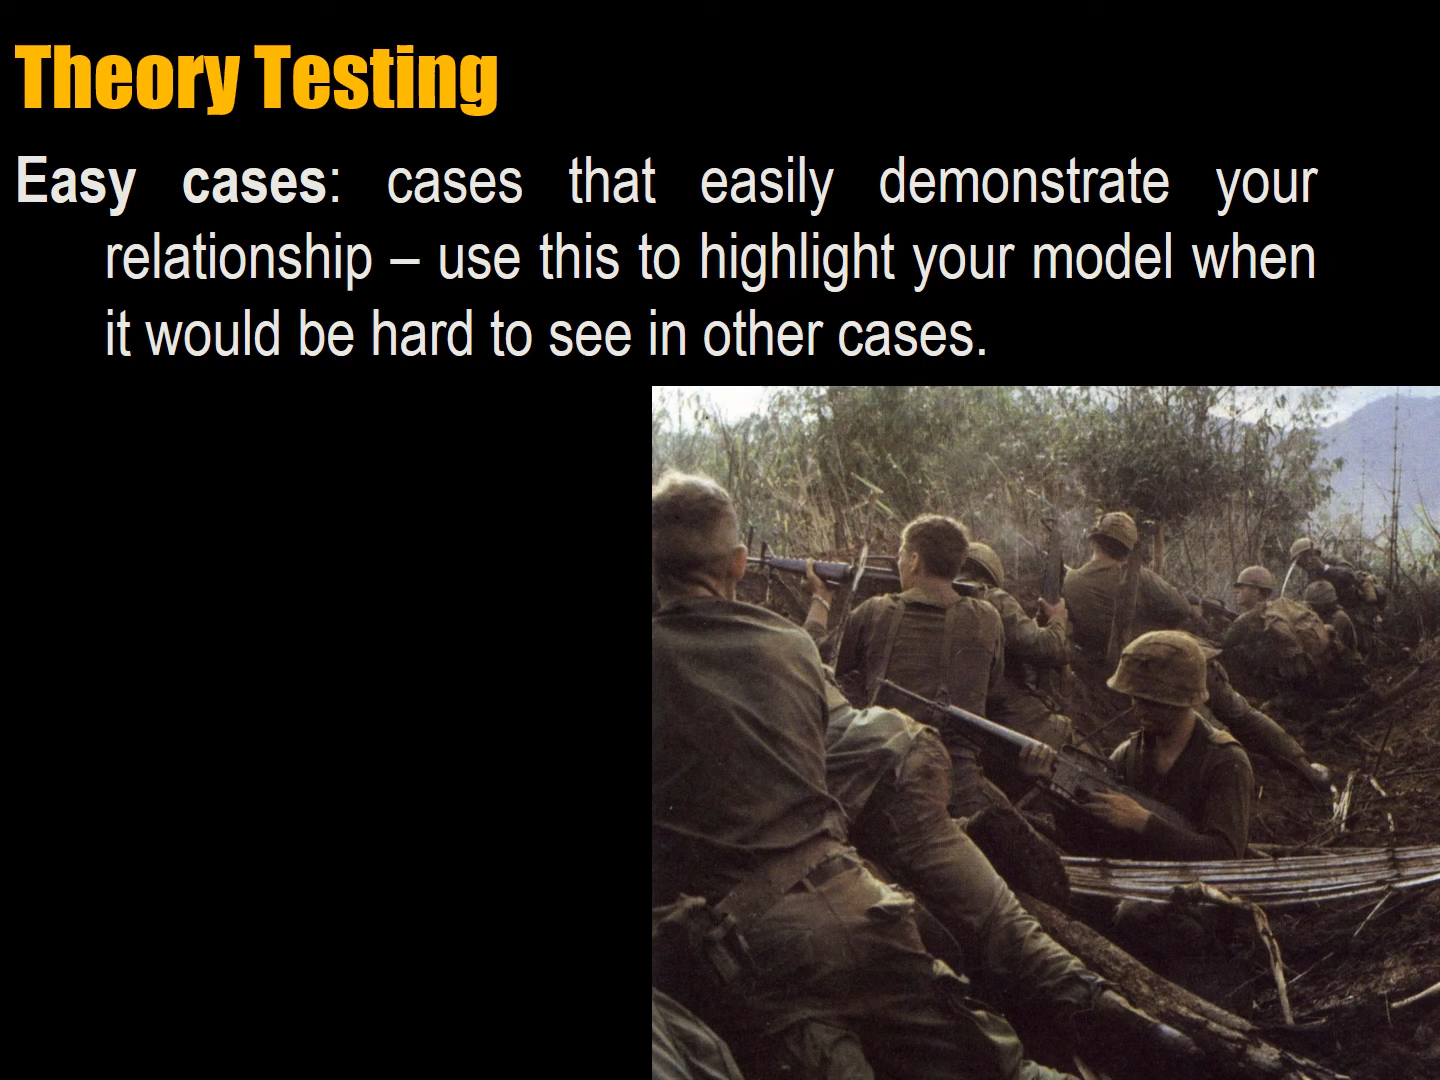 Theory Testing
Easy cases: cases that easily demonstrate your
relationship – use this to highlight your model when
it would be hard to see in other cases.